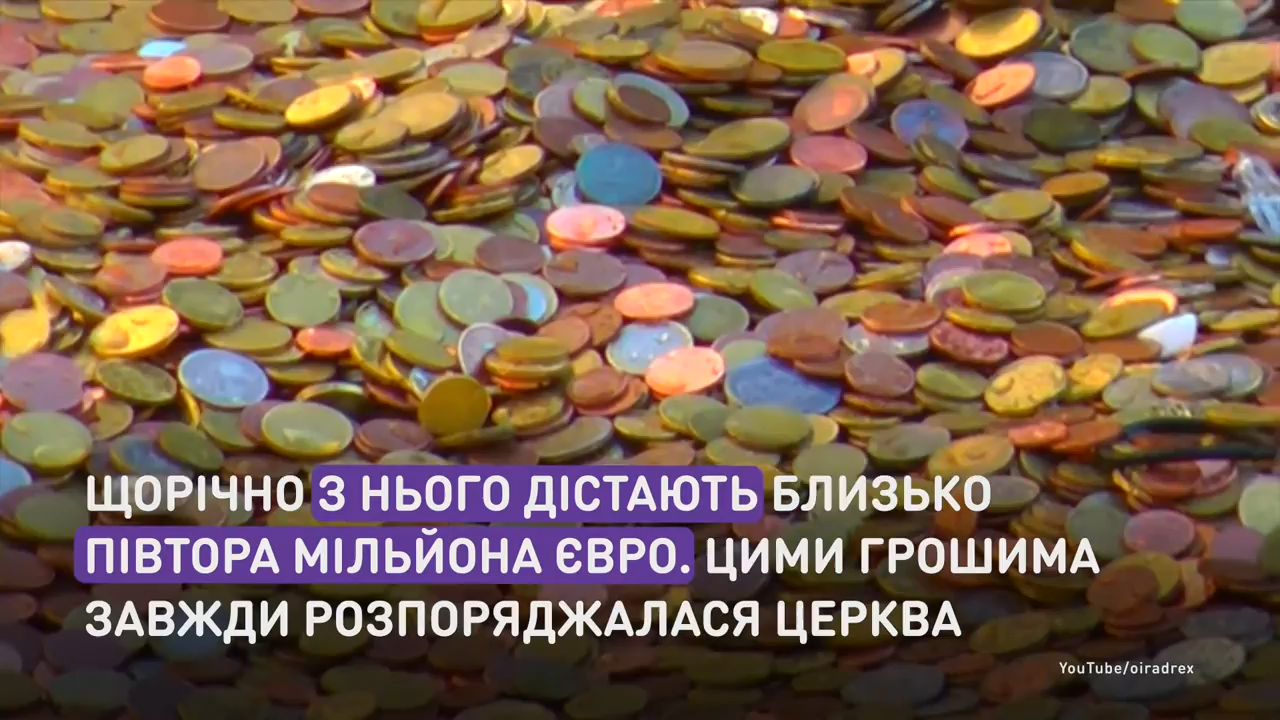 ЩОРІЧНО З НЬОГО ДІСТАЮТЬ БЛИЗЬКО
ПІВТОРА МІЛЬЙОНА ЄВРО. ЦИМИ ГРОШИМА
ЗАВЖДИ РОЗПОРЯДЖАЛАСЯ ЦЕРКВА
YouTube/oiradrex